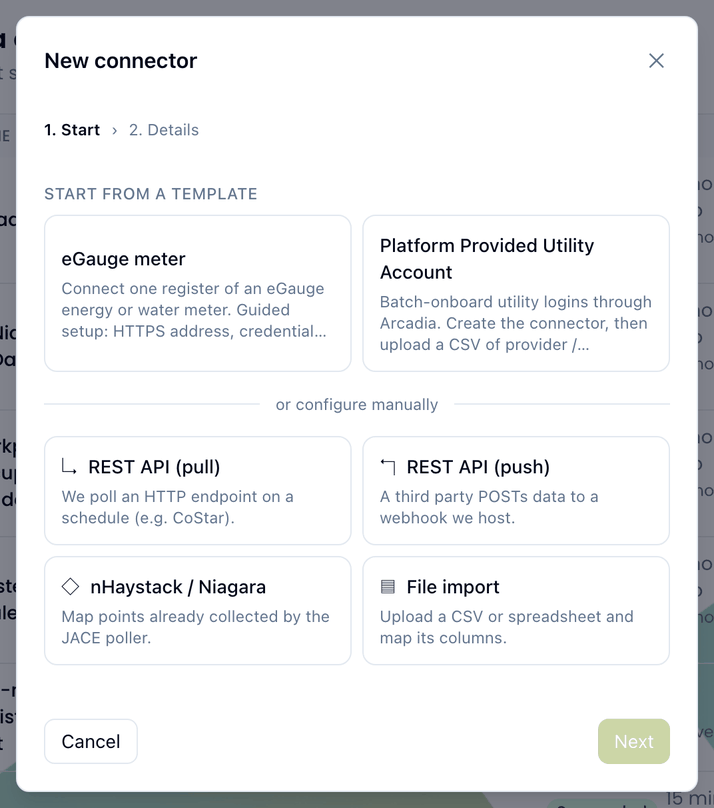 New connector
1. Start › 2. Details
START FROM A TEMPLATE
eGauge meter
Connect one register of an eGauge
energy or water meter. Guided
setup: HTTPS address, credential...
Platform Provided Utility
Account
Batch-onboard utility logins through
Arcadia. Create the connector, then
upload a CSV of provider /...
or configure manually
REST API (pull)
We poll an HTTP endpoint on a
schedule (e.g. CoStar).
REST API (push)
A third party POSTs data to a
webhook we host.
nHaystack / Niagara
Map points already collected by the
JACE poller.
File import
Upload a CSV or spreadsheet and
map its columns.
Cancel
Next